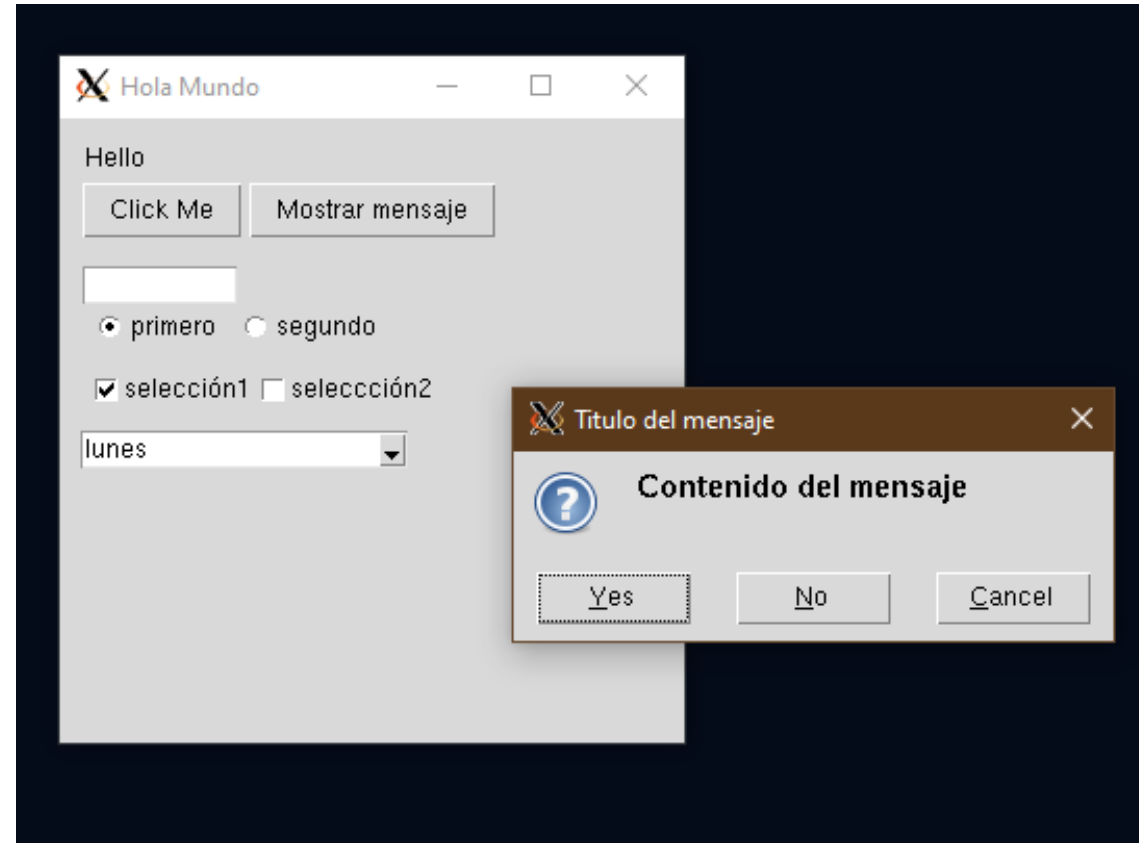 Hola Mundo
Hello
Click Me Mostrar mensaje
primero segundo
selección1 seleccción2
lunes
Titulo del mensaje
Contenido del mensaje
Yes No Cancel